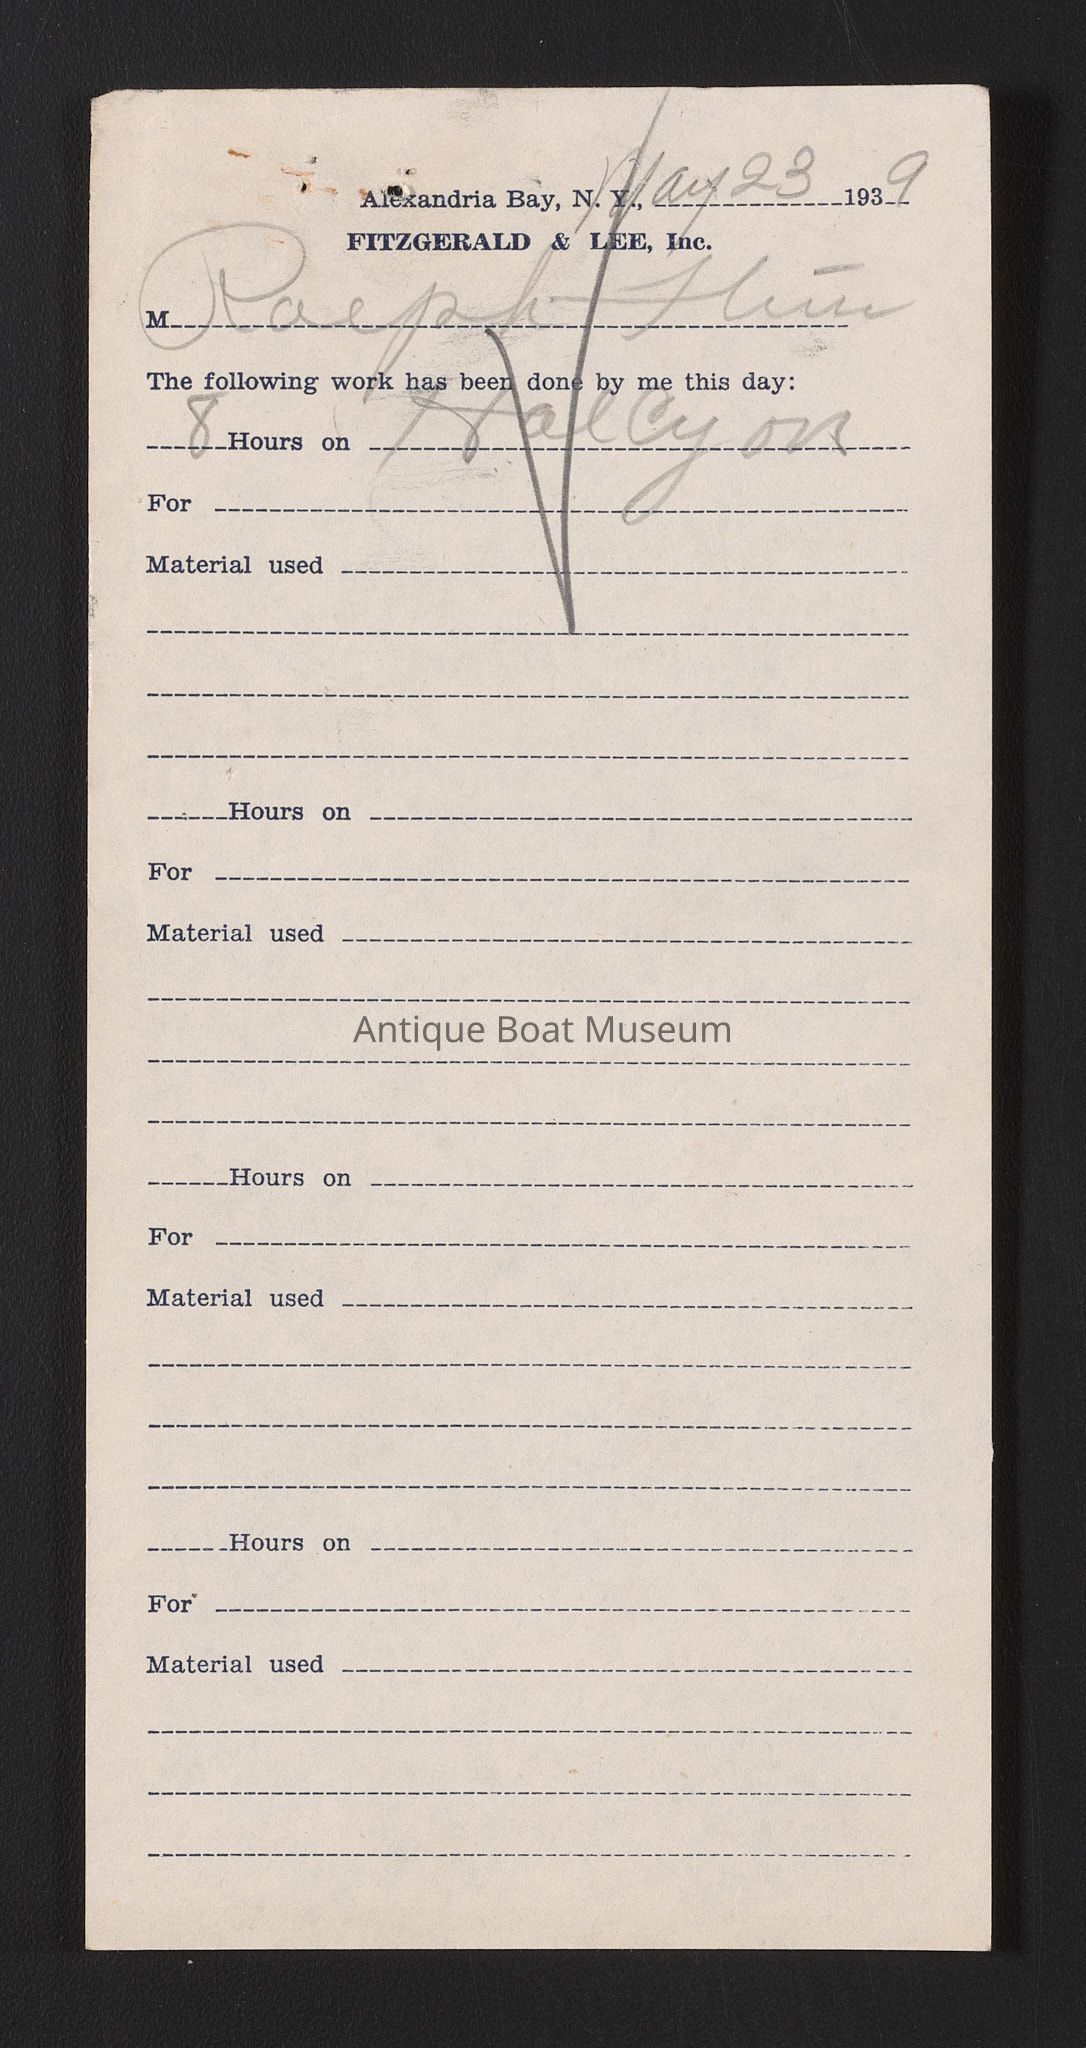 Alexandria Bay, N. Y., May 23 1939
FITZGERALD & LEE, Inc.
M Ralph
The following work has been done by me this day:
8 Hours on Halcyon
For
Material used
Hours on
For
Material used
Antique Boat Museum
Hours on
For
Material used
Hours on
For
Material used